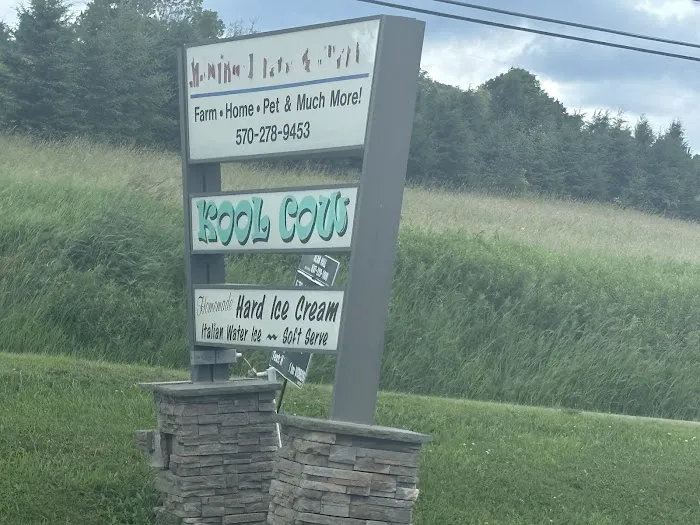 Farm • Home • Pet & Much More!
570-278-9453
KOOL COW
Homemade Hard Ice Cream
Italian Water Ice ~ Soft Serve